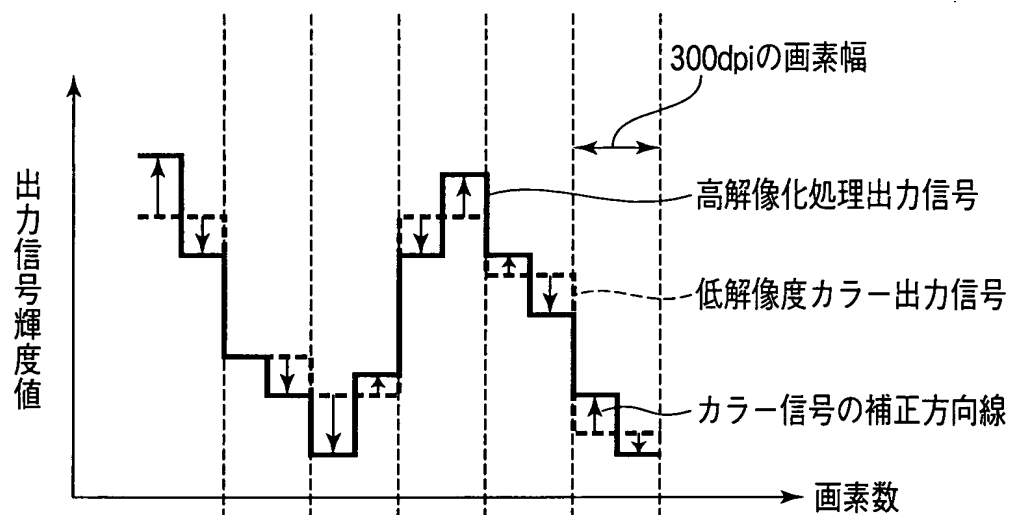 300dpiの画素幅
出力信号輝度値
高解像化処理出力信号
低解像度カラー出力信号
カラー信号の補正方向線
画素数